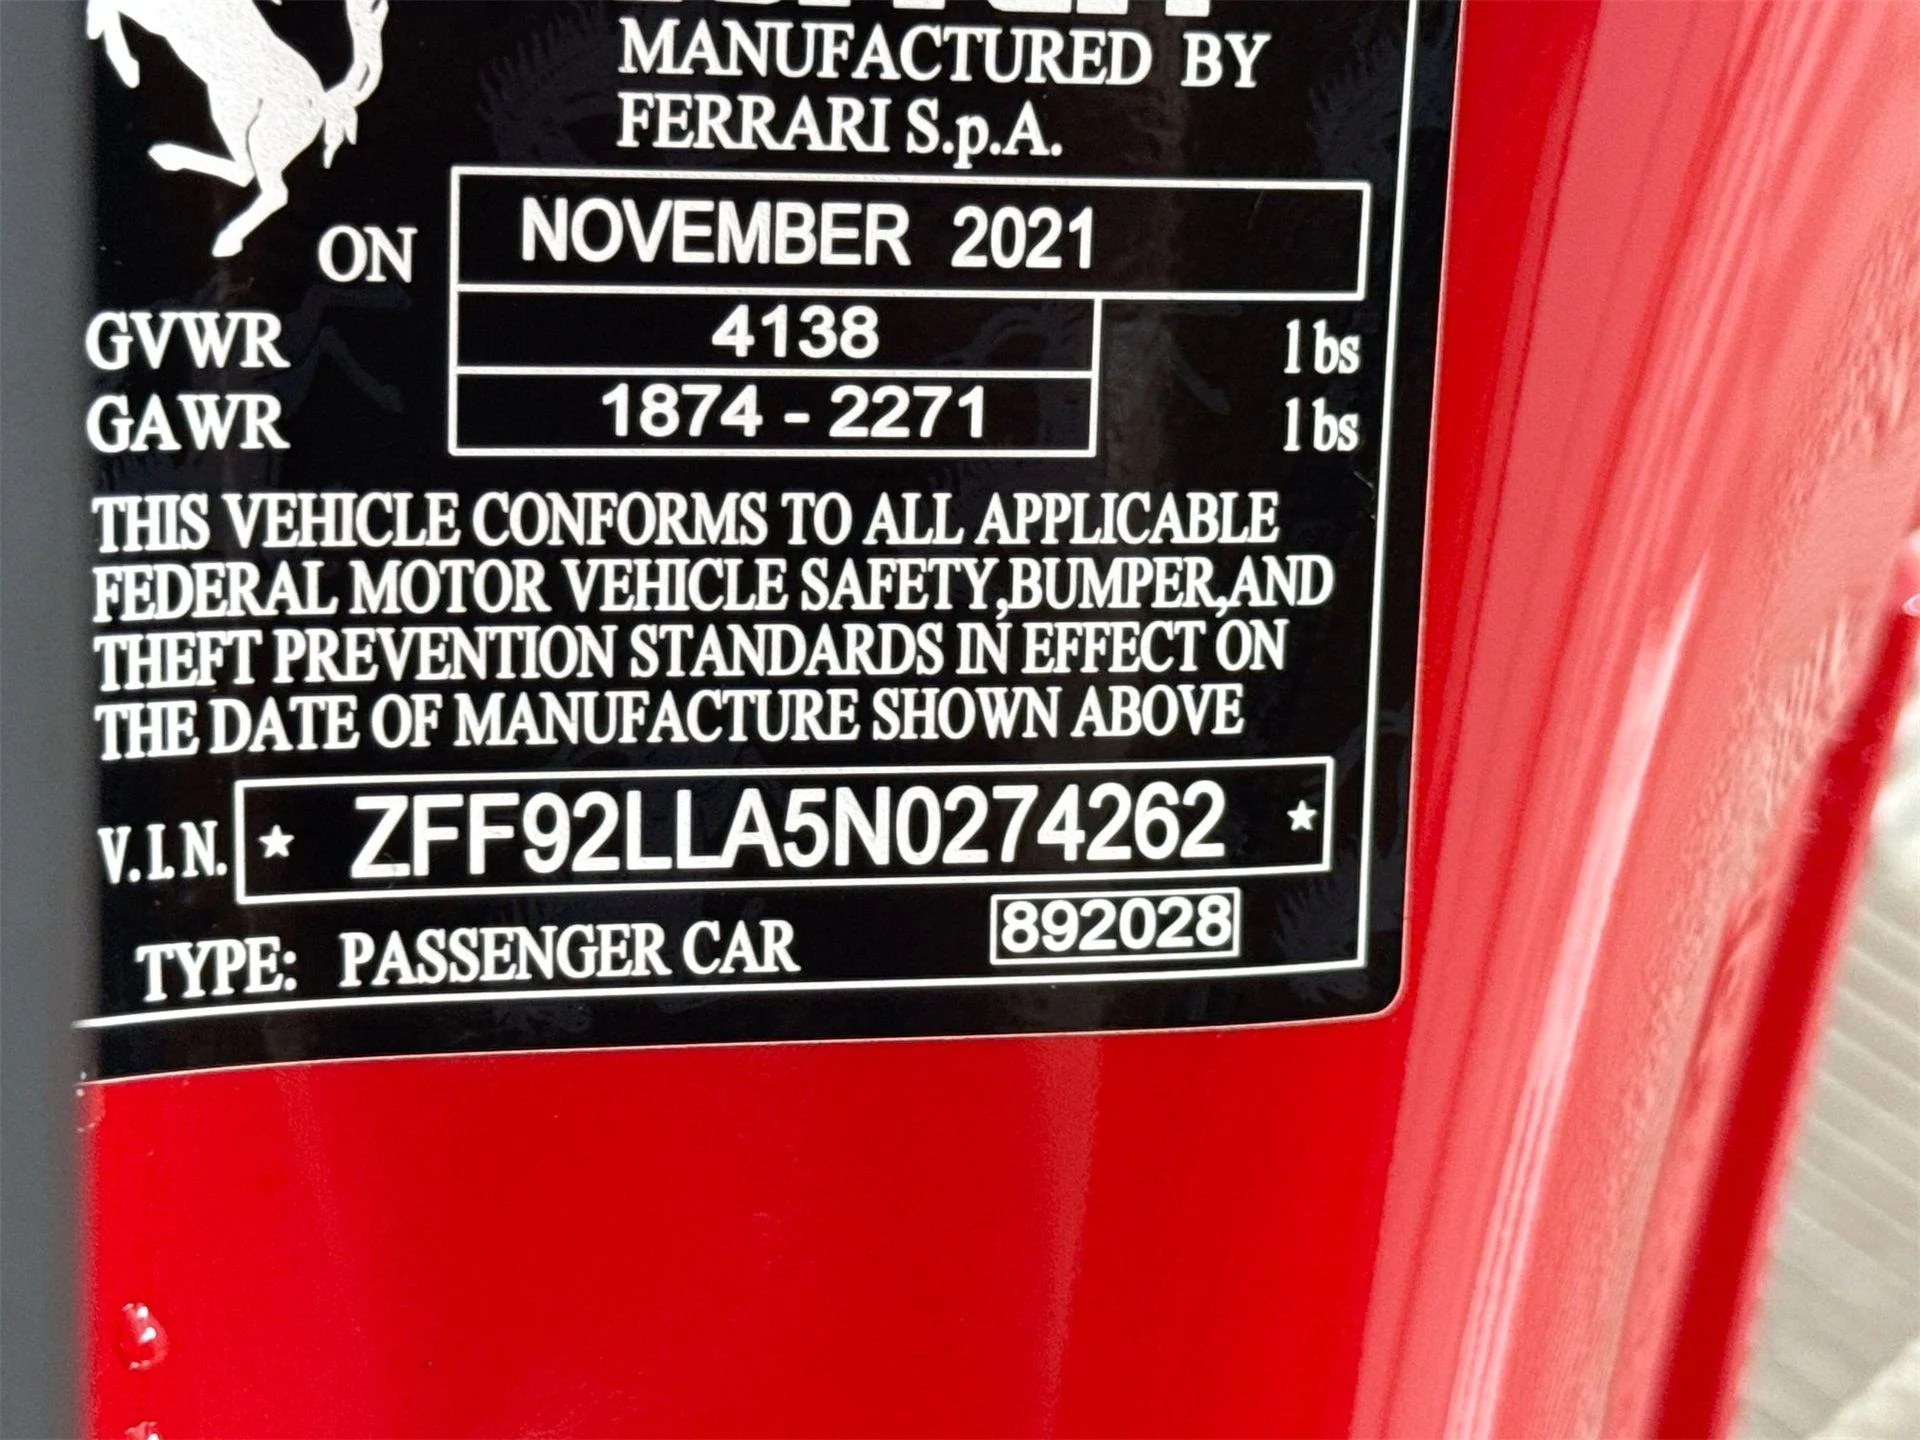 MANUFACTURED BY
FERRARI S.p.A.
ON NOVEMBER 2021
GVWR 4138 lbs
GAWR 1874 - 2271 lbs
THIS VEHICLE CONFORMS TO ALL APPLICABLE
FEDERAL MOTOR VEHICLE SAFETY,BUMPER,AND
THEFT PREVENTION STANDARDS IN EFFECT ON
THE DATE OF MANUFACTURE SHOWN ABOVE
V.I.N. * ZFF92LLA5N0274262 *
TYPE: PASSENGER CAR 892028